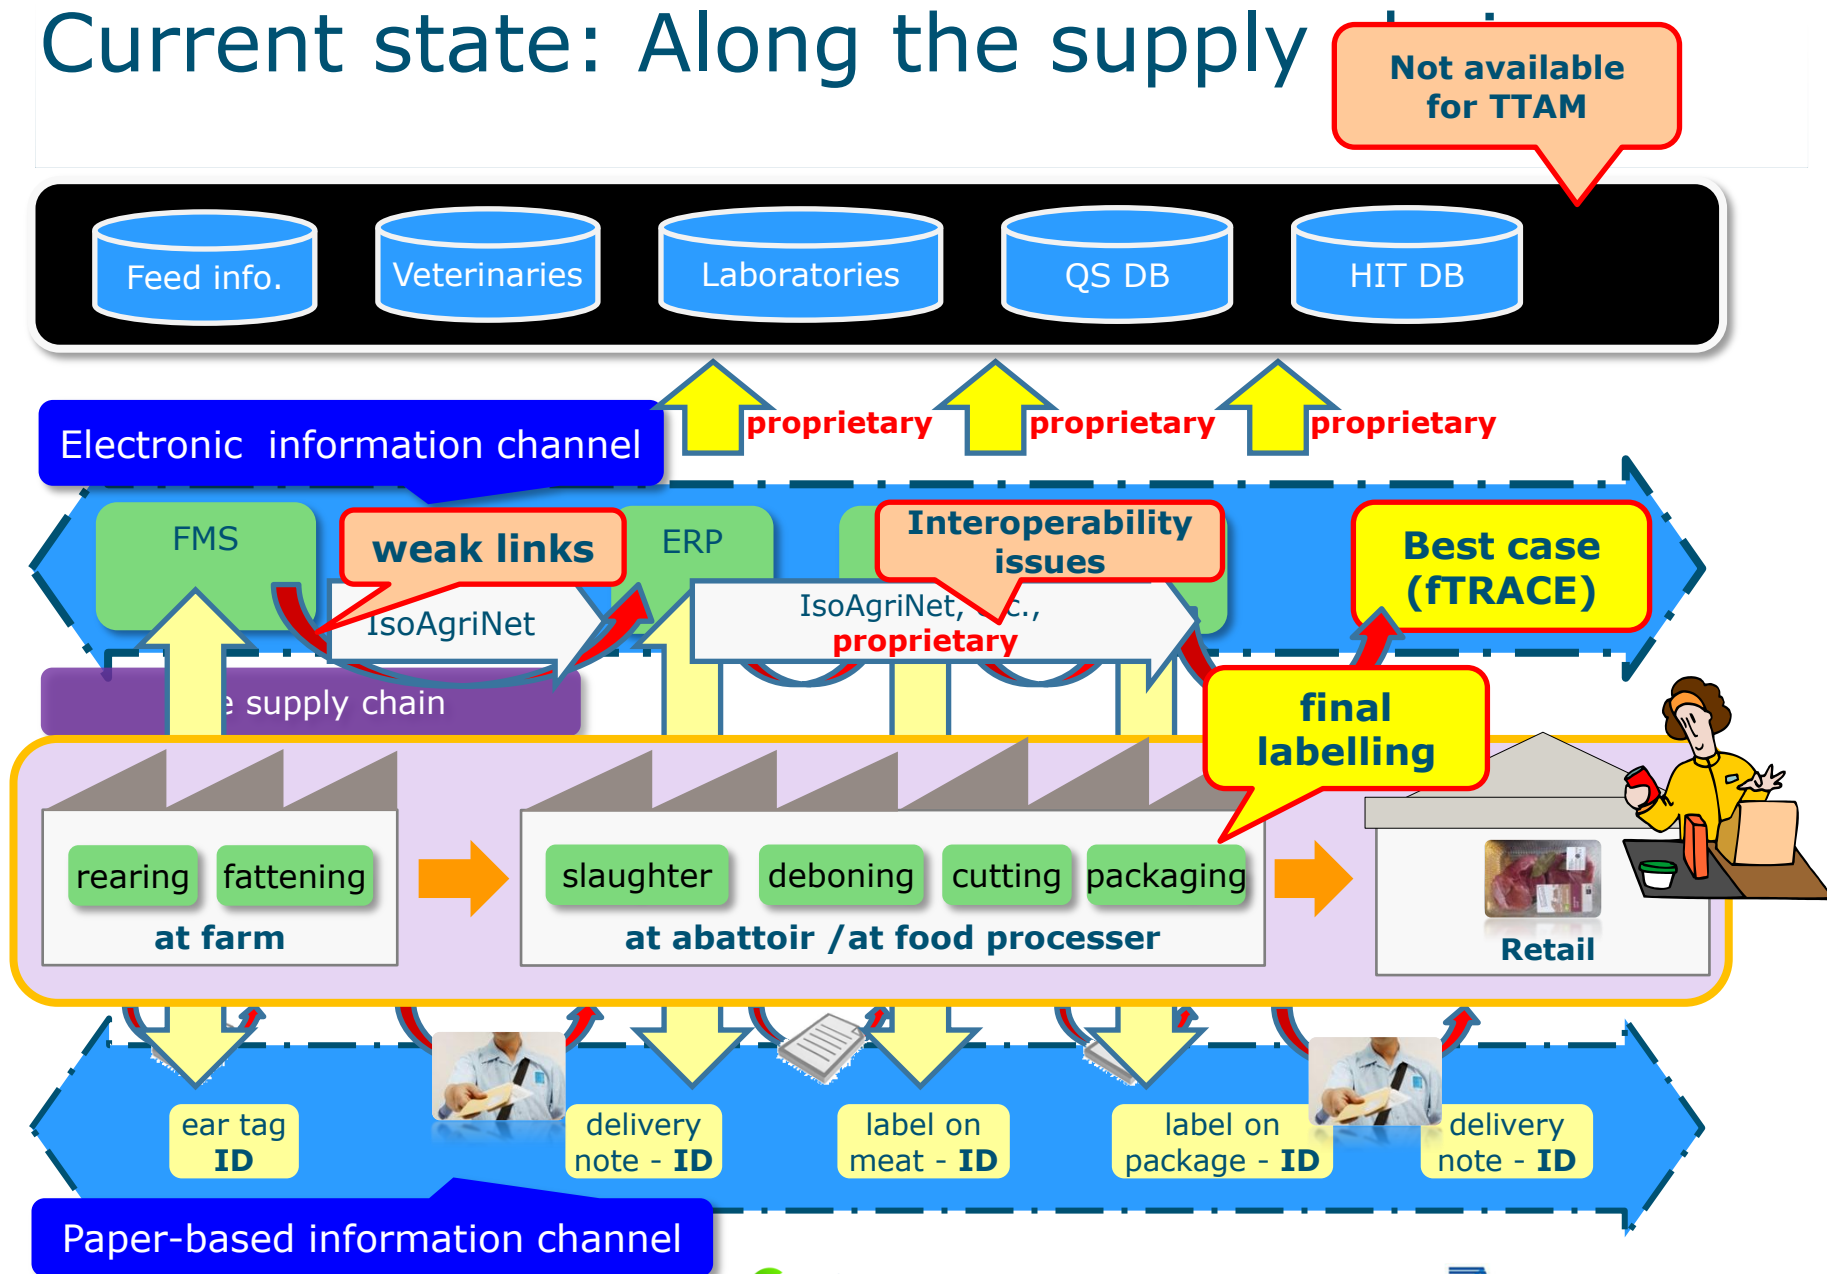 Current state: Along the supply
Not available
for TTAM
Feed info.
Veterinaries
Laboratories
QS DB
HIT DB
proprietary
proprietary
proprietary
Electronic information channel
FMS
weak links
ERP
Interoperability
issues
Best case
(fTRACE)
IsoAgriNet
IsoAgriNet,
proprietary
supply chain
final
labelling
rearing
fattening
slaughter
deboning
cutting
packaging
at farm
at abattoir /at food processer
Retail
ear tag
ID
delivery
note - ID
label on
meat - ID
label on
package - ID
delivery
note - ID
Paper-based information channel